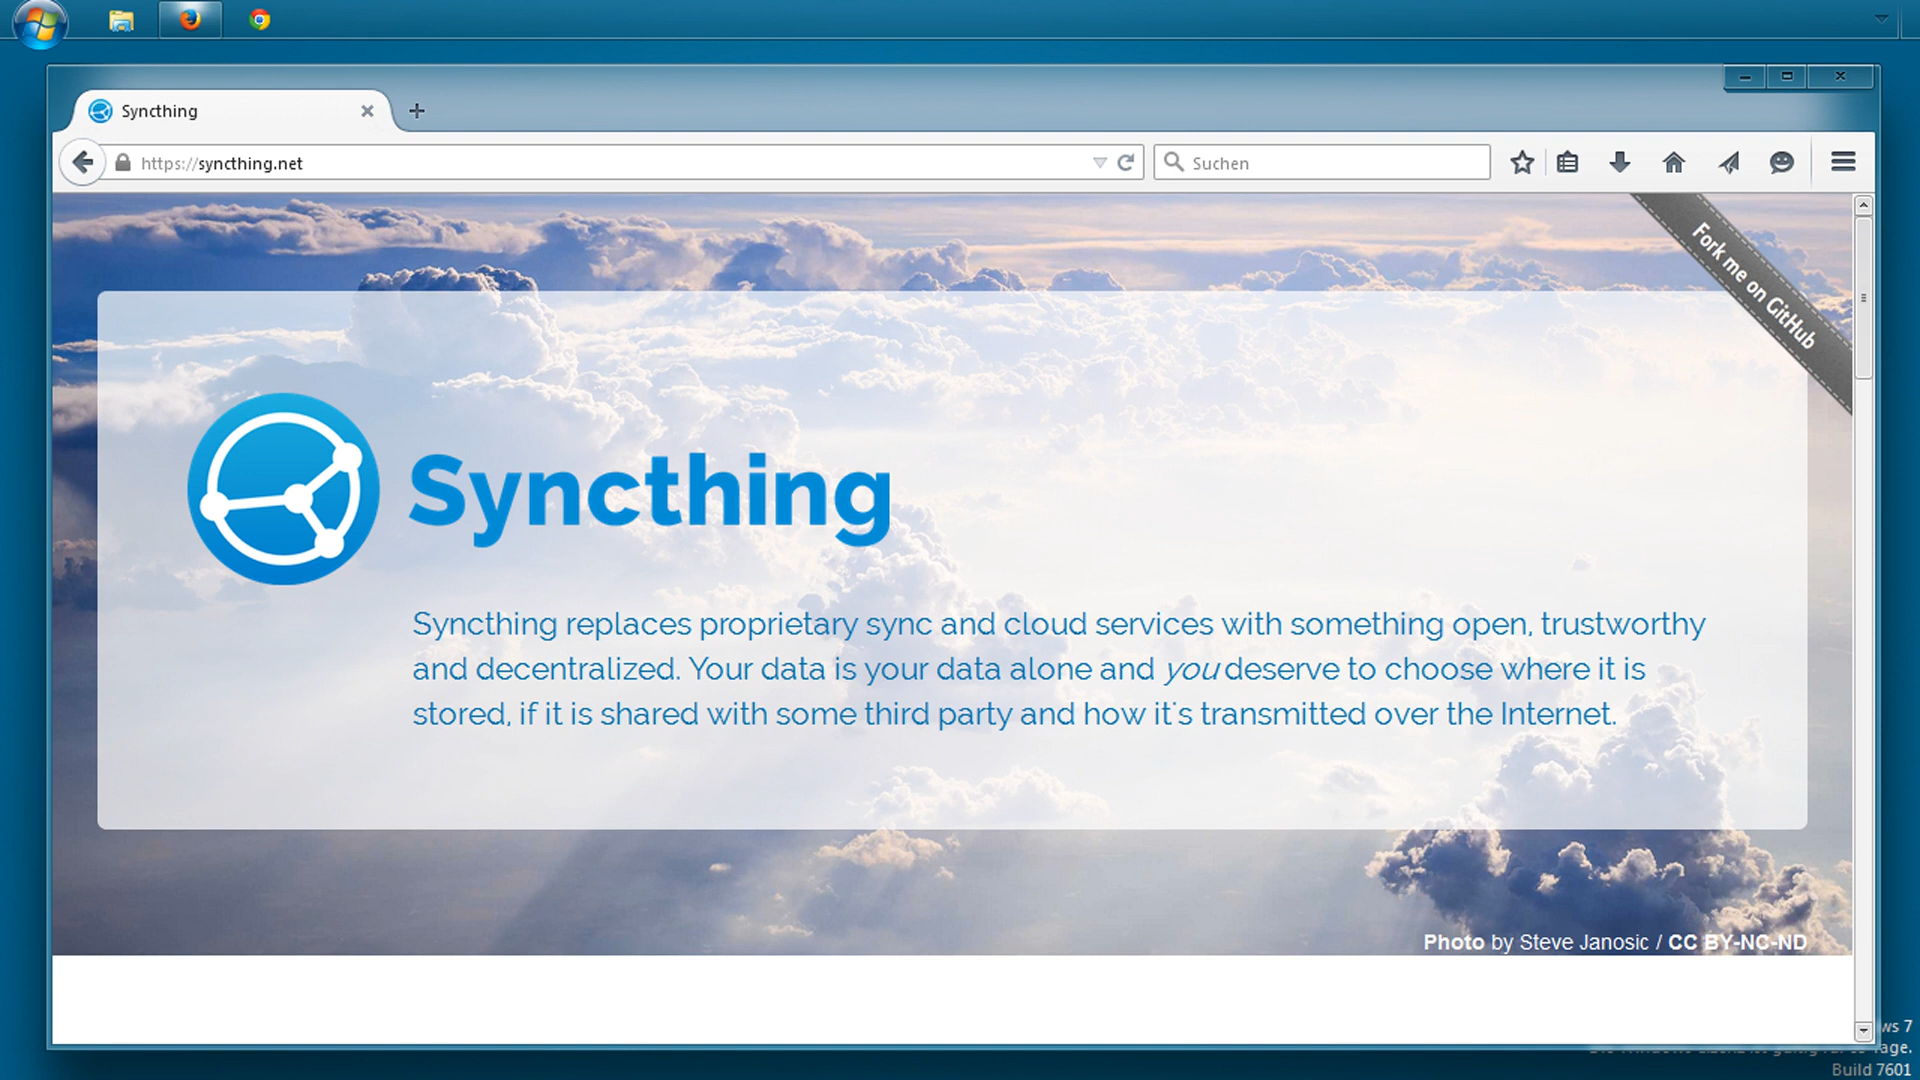 Syncthing
https://syncthing.net
Suchen
Fork me on GitHub
Syncthing
Syncthing replaces proprietary sync and cloud services with something open, trustworthy
and decentralized. Your data is your data alone and you deserve to choose where it is
stored, if it is shared with some third party and how it's transmitted over the Internet.
Photo by Steve Janosic / CC BY-NC-ND
ws 7
Build 7601